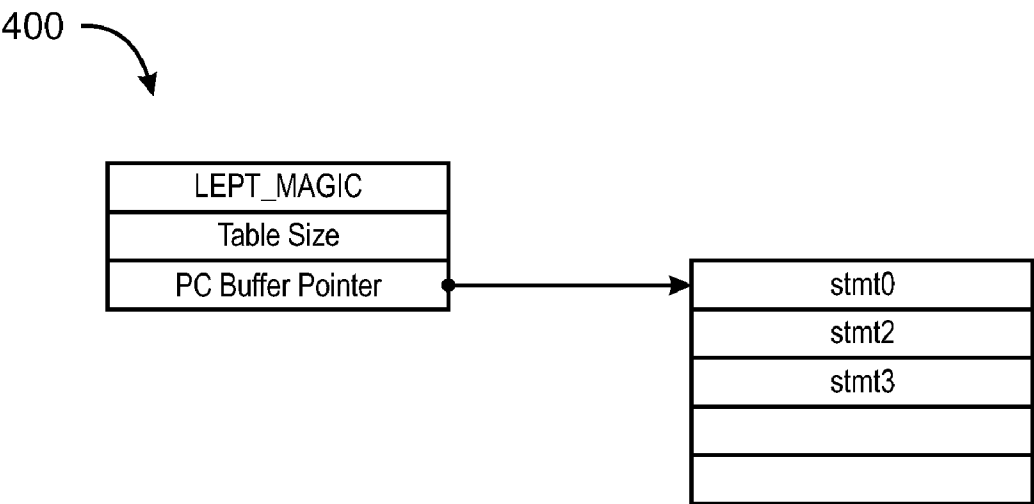 400
LEPT_MAGIC
Table Size
PC Buffer Pointer
stmt0
stmt2
stmt3